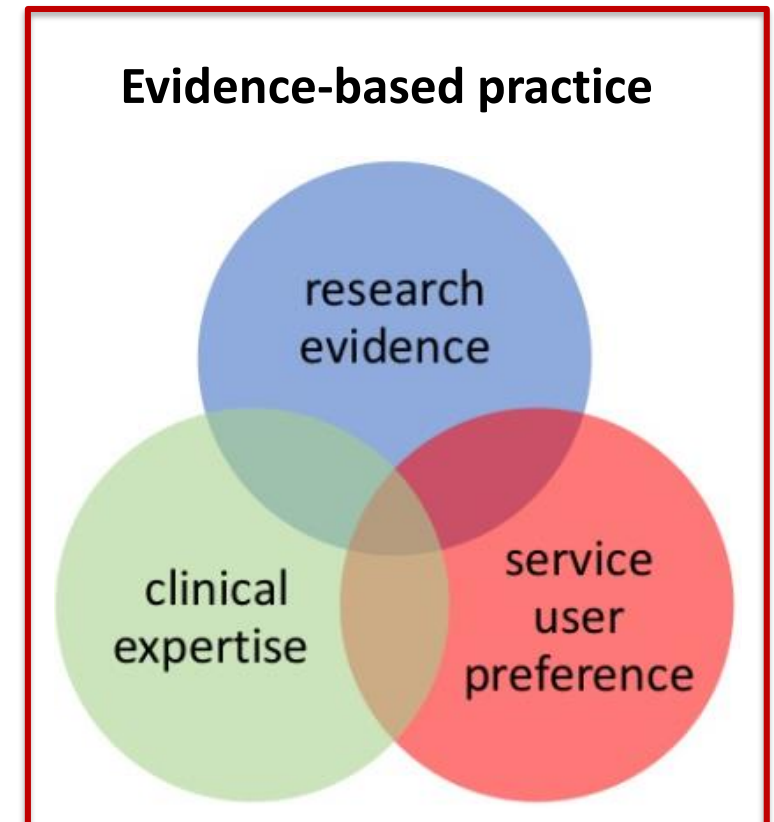 Evidence-based practice
research
evidence
clinical
expertise
service
user
preference